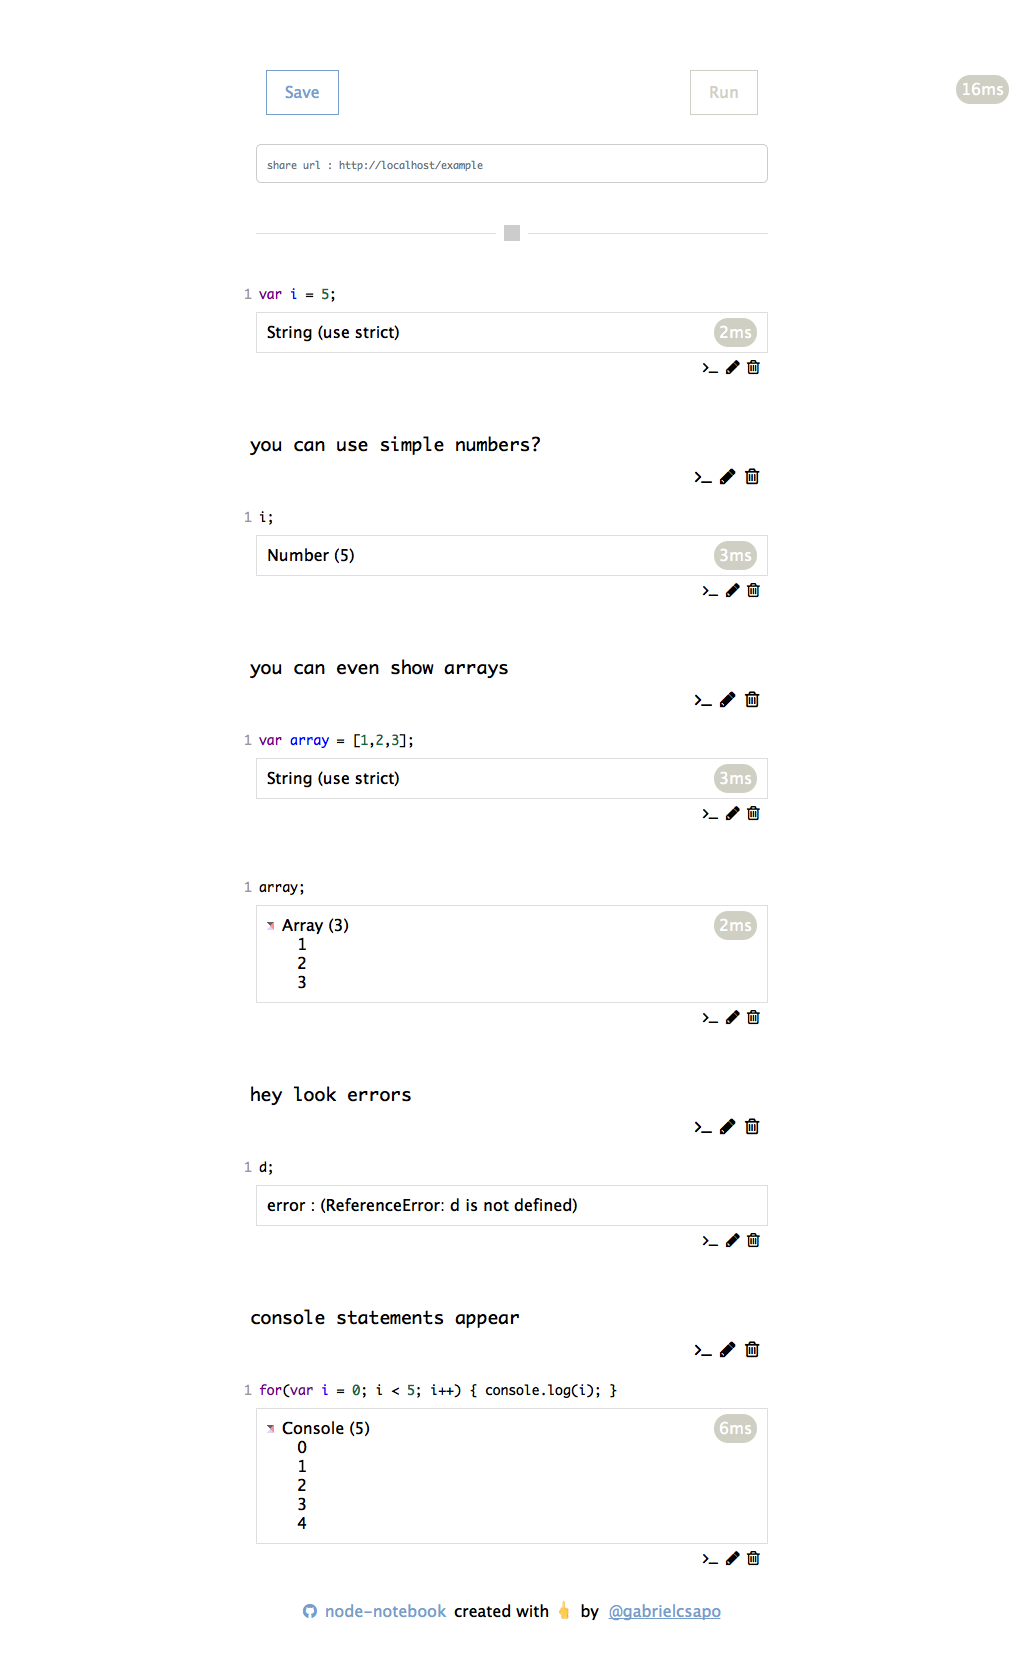 Save Run 16ms
share url : http://localhost/example
1 var i = 5;
String (use strict) 2ms
you can use simple numbers?
1 i;
Number (5) 3ms
you can even show arrays
1 var array = [1,2,3];
String (use strict) 3ms
1 array;
Array (3) 2ms
1
2
3
hey look errors
1 d;
error : (ReferenceError: d is not defined)
console statements appear
1 for(var i = 0; i < 5; i++) { console.log(i); }
Console (5) 6ms
0
1
2
3
4
node-notebook created with 👆 by @gabrielcsapo